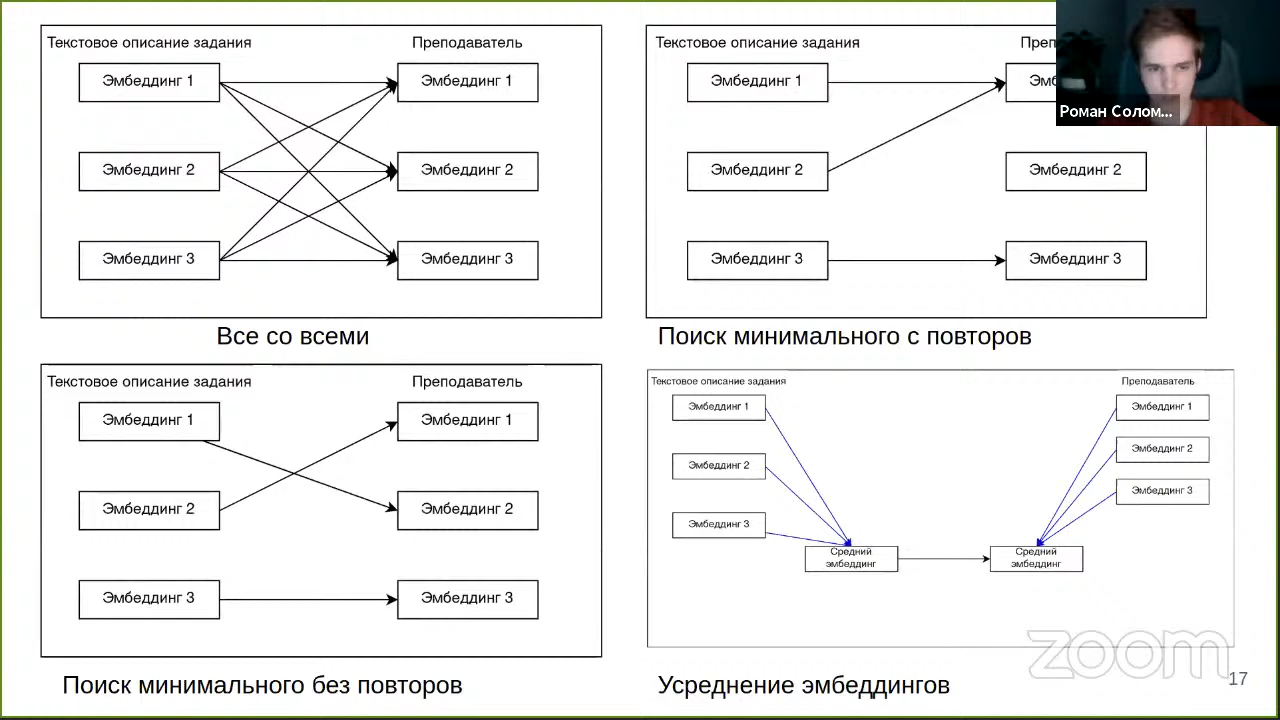 Текстовое описание задания
Преподаватель
Эмбеддинг 1
Эмбеддинг 1
Эмбеддинг 2
Эмбеддинг 2
Эмбеддинг 3
Эмбеддинг 3
Все со всеми
Текстовое описание задания
Эмбеддинг 1
Эмбеддинг 2
Эмбеддинг 2
Эмбеддинг 3
Эмбеддинг 3
Поиск минимального с повторов
Роман Солом...
Текстовое описание задания
Преподаватель
Эмбеддинг 1
Эмбеддинг 1
Эмбеддинг 2
Эмбеддинг 2
Эмбеддинг 3
Эмбеддинг 3
Поиск минимального без повторов
Текстовое описание задания
Преподаватель
Эмбеддинг 1
Эмбеддинг 1
Эмбеддинг 2
Эмбеддинг 2
Эмбеддинг 3
Эмбеддинг 3
Средний
эмбеддинг
Средний
эмбеддинг
Усреднение эмбеддингов
zoom
17